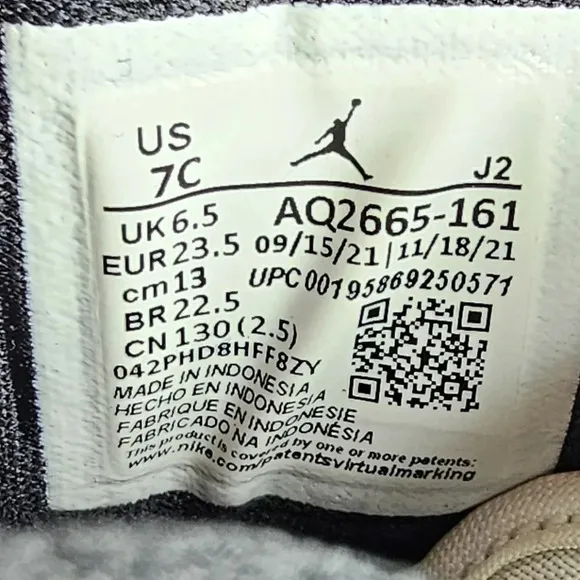 US
7C
J2
UK 6.5
AQ2665-161
EUR 23.5
09/15/21 | 11/18/21
cm 13
UPC001958692505​71
BR 22.5
CN 130 (2.5)
042PHD8HFF8ZY
MADE IN INDONESIA
HECHO EN INDONESIA
FABRIQUE EN INDONESIE
FABRICADO NA INDONÉSIA
This product is covered by one or more patents:
www.nike.com/patentsvirtualmarking